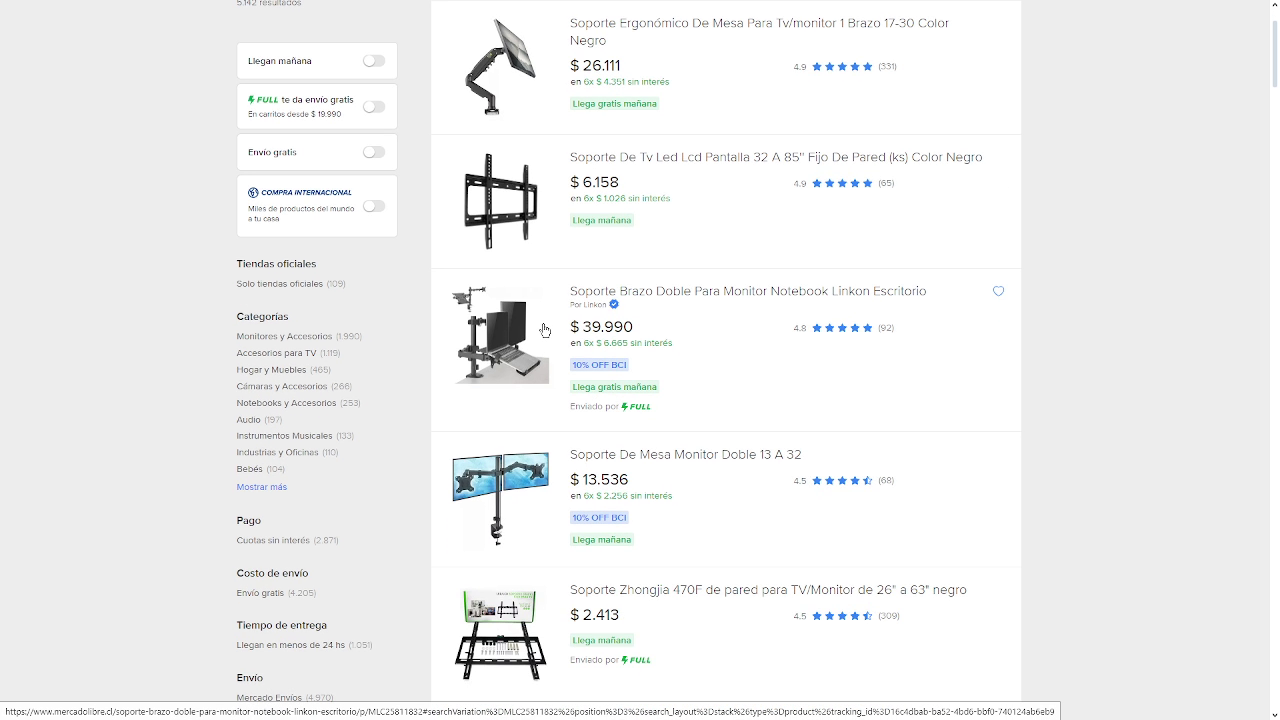 5.142 resultados
Llegan mañana
FULL te da envío gratis
En carritos desde $ 19.990
Envío gratis
COMPRA INTERNACIONAL
Miles de productos del mundo
a tu casa
Tiendas oficiales
Solo tiendas oficiales (109)
Categorías
Monitores y Accesorios (1.990)
Accesorios para TV (1.119)
Hogar y Muebles (465)
Cámaras y Accesorios (266)
Notebooks y Accesorios (253)
Audio (197)
Instrumentos Musicales (133)
Industrias y Oficinas (110)
Bebés (104)
Mostrar más
Pago
Cuotas sin interés (2.871)
Costo de envío
Envío gratis (4.205)
Tiempo de entrega
Llegan en menos de 24 hs (1.051)
Envío
Mercado Envíos (4.970)
Soporte Ergonómico De Mesa Para Tv/monitor 1 Brazo 17-30 Color
Negro
$ 26.111
4.9 (331)
en 6x $ 4.351 sin interés
Llega gratis mañana
Soporte De Tv Led Lcd Pantalla 32 A 85'' Fijo De Pared (ks) Color Negro
$ 6.158
4.9 (65)
en 6x $ 1.026 sin interés
Llega mañana
Soporte Brazo Doble Para Monitor Notebook Linkon Escritorio
Por Linkon
$ 39.990
4.8 (92)
en 6x $ 6.665 sin interés
10% OFF BCI
Llega gratis mañana
Enviado por FULL
Soporte De Mesa Monitor Doble 13 A 32
$ 13.536
4.5 (68)
en 6x $ 2.256 sin interés
10% OFF BCI
Llega mañana
Soporte Zhongjia 470F de pared para TV/Monitor de 26" a 63" negro
$ 2.413
4.5 (309)
Llega mañana
Enviado por FULL
https://www.mercadolibre.cl/soporte-brazo-doble-para-monitor-notebook-linkon-escritorio/p/MLC25811832#searchVariation%3DMLC25811832%26position%3D3%26search_layout%3Dstack%26type%3Dproduct%26tracking_id%3D16c4dbab-ba52-4bd6-bbf0-740124ab6eb9